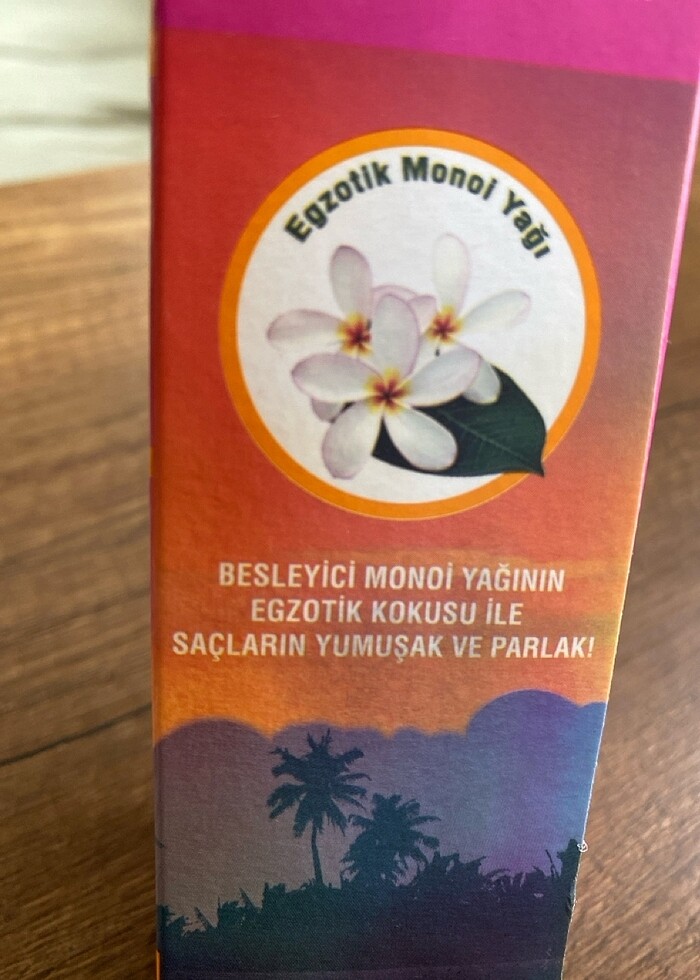 Egzotik Monoi Yağı
BESLEYİCİ MONOİ YAĞININ
EGZOTİK KOKUSU İLE
SAÇLARIN YUMUŞAK VE PARLAK!